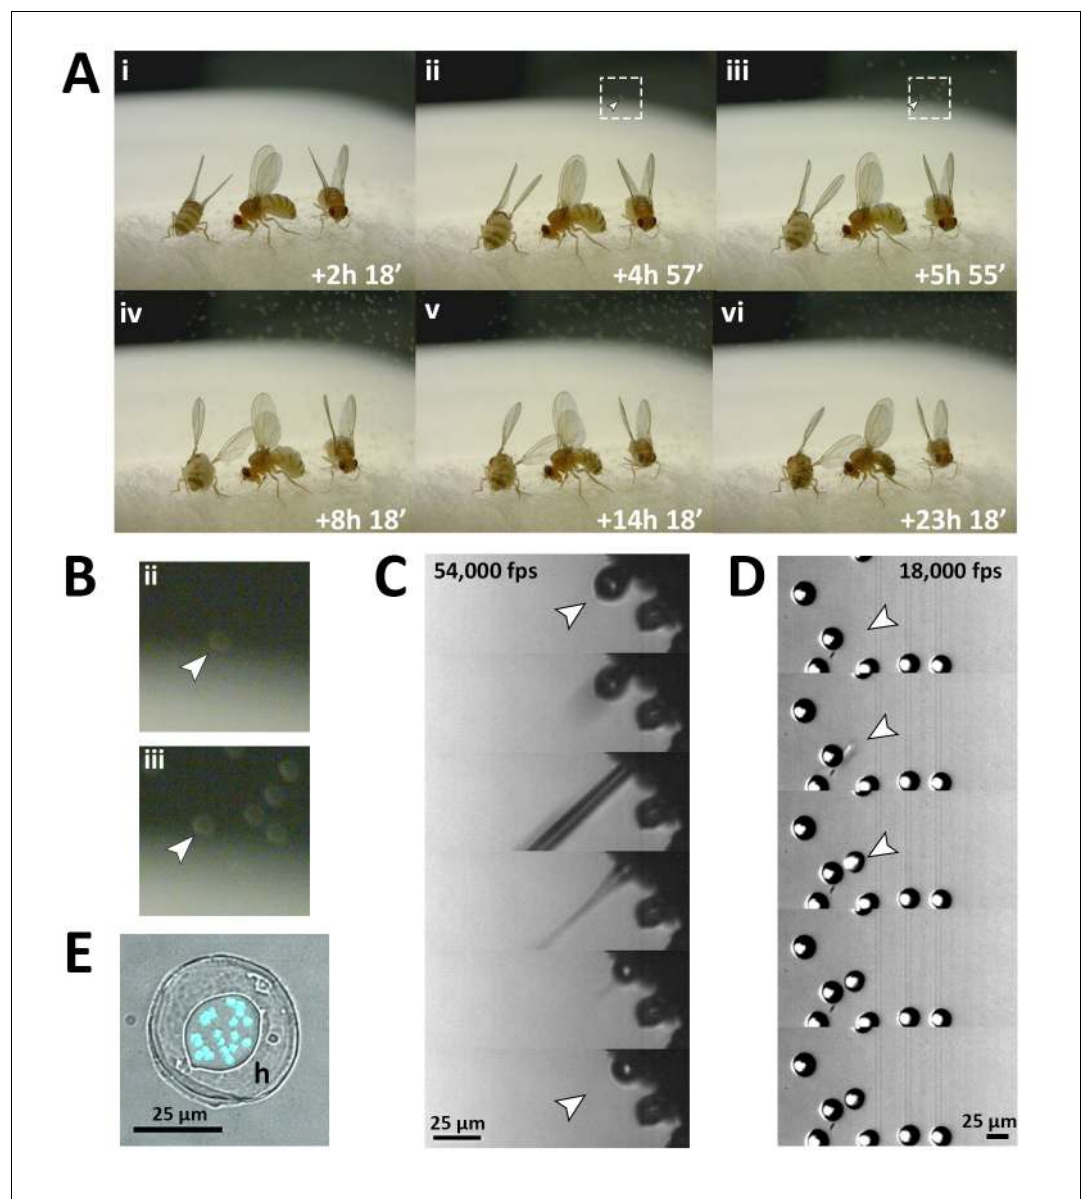 A
i
ii
iii
+2h 18’
+4h 57’
+5h 55’
iv
v
vi
+8h 18’
+14h 18’
+23h 18’
B
ii
iii
C
54,000 fps
25 μm
D
18,000 fps
25 μm
E
h
25 μm